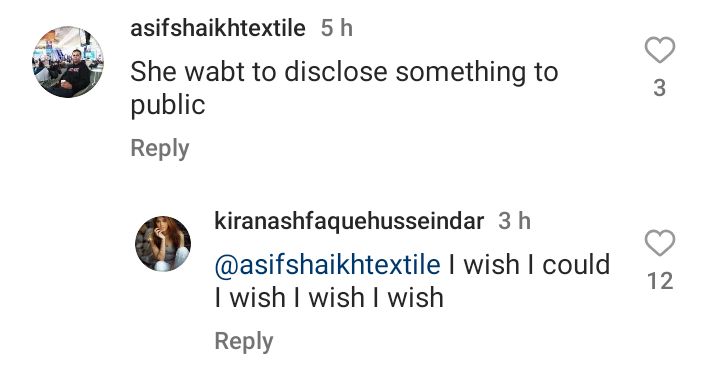 asifshaikhtextile 5 h
She wabt to disclose something to
public
3
Reply
kiranashfaquehusseindar 3 h
@asifshaikhtextile I wish I could
I wish I wish I wish
12
Reply